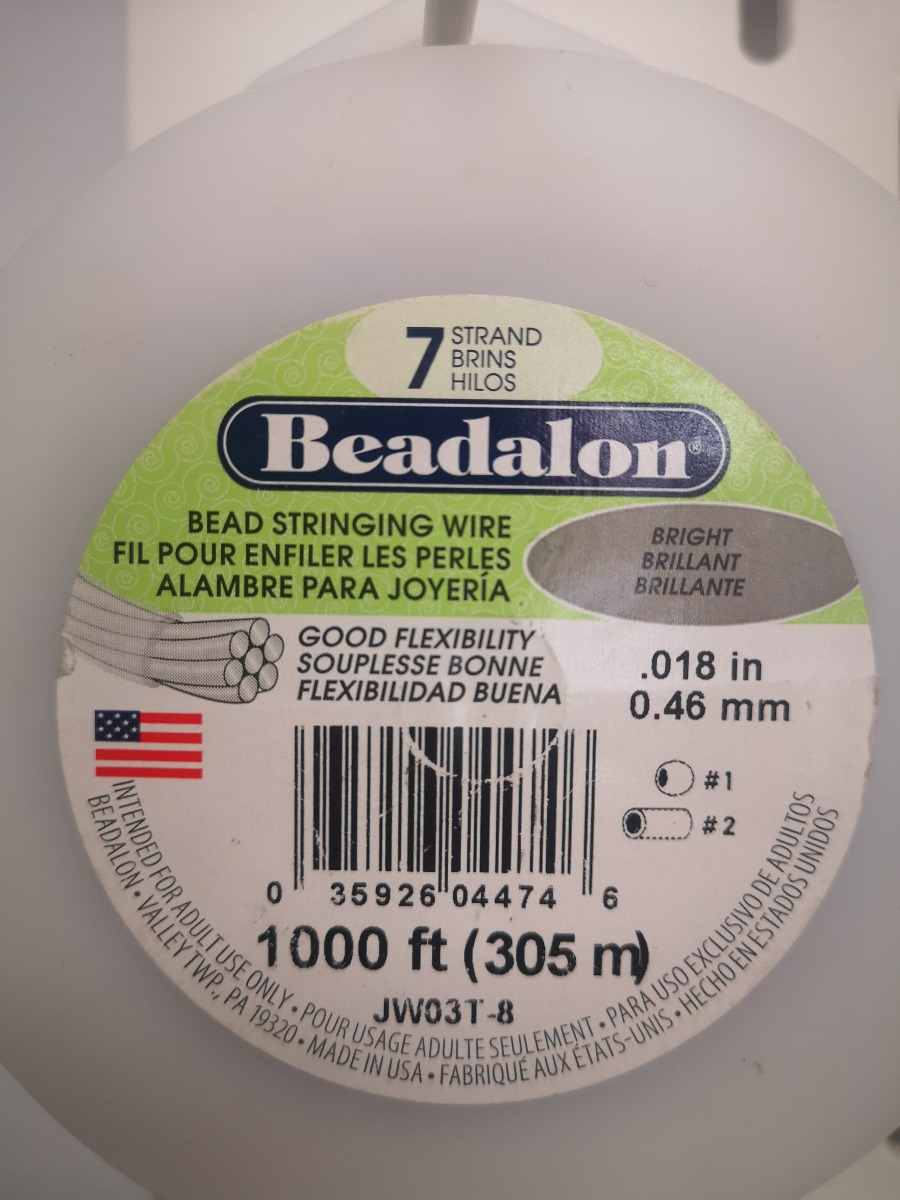 7 STRAND
BRINS
HILOS
Beadalon®
BEAD STRINGING WIRE
FIL POUR ENFILER LES PERLES
ALAMBRE PARA JOYERÍA
BRIGHT
BRILLANT
BRILLANTE
GOOD FLEXIBILITY
SOUPLESSE BONNE
FLEXIBILIDAD BUENA
.018 in
0.46 mm
#1
#2
0 35926 04474 6
1000 ft (305 m)
JW03T-8
INTENDED FOR ADULT USE ONLY • POUR USAGE ADULTE SEULEMENT • PARA USO EXCLUSIVO DE ADULTOS
BEADALON • VALLEY TWP., PA 19320 • MADE IN USA • FABRIQUÉ AUX ÉTATS-UNIS • HECHO EN ESTADOS UNIDOS